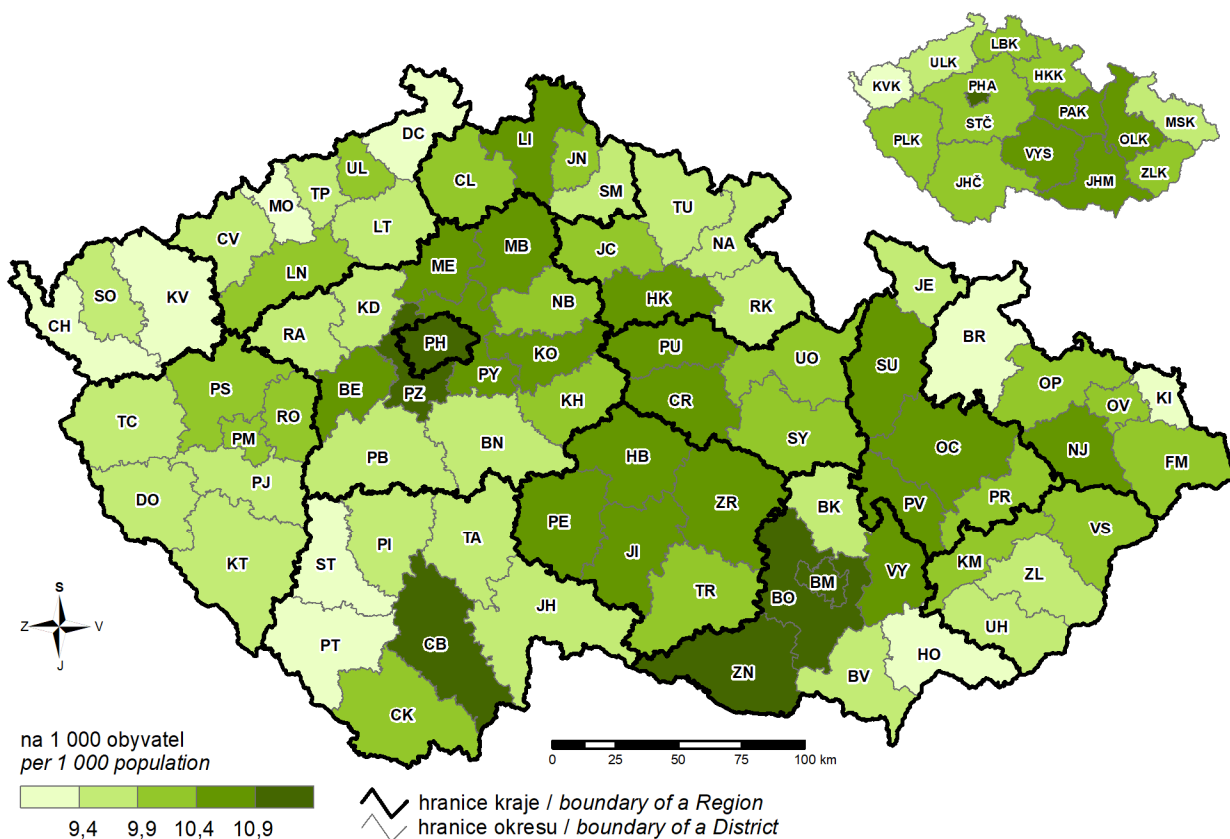 LBK
ULK
HKK
KVK
PHA
PAK
STČ
MSK
OLK
PLK
VYS
ZLK
JHČ
JHM
DC
LI
UL
JN
CL
TP
SM
MO
TU
LT
CV
NA
MB
JC
ME
LN
SO
KV
NB
KD
HK
RK
JE
CH
RA
BR
PH
PU
KO
UO
SU
PY
OP
PS
BE
PZ
KI
CR
KH
OV
RO
TC
PM
SY
BN
OC
NJ
PB
HB
FM
PJ
PR
DO
ZR
PV
BK
PE
VS
KT
PI
TA
JI
ST
KM
VY
ZL
BM
TR
BO
JH
UH
PT
CB
HO
ZN
BV
CK
S
Z V
J
na 1 000 obyvatel
per 1 000 population
9,4 9,9 10,4 10,9
0 25 50 75 100 km
hranice kraje / boundary of a Region
hranice okresu / boundary of a District